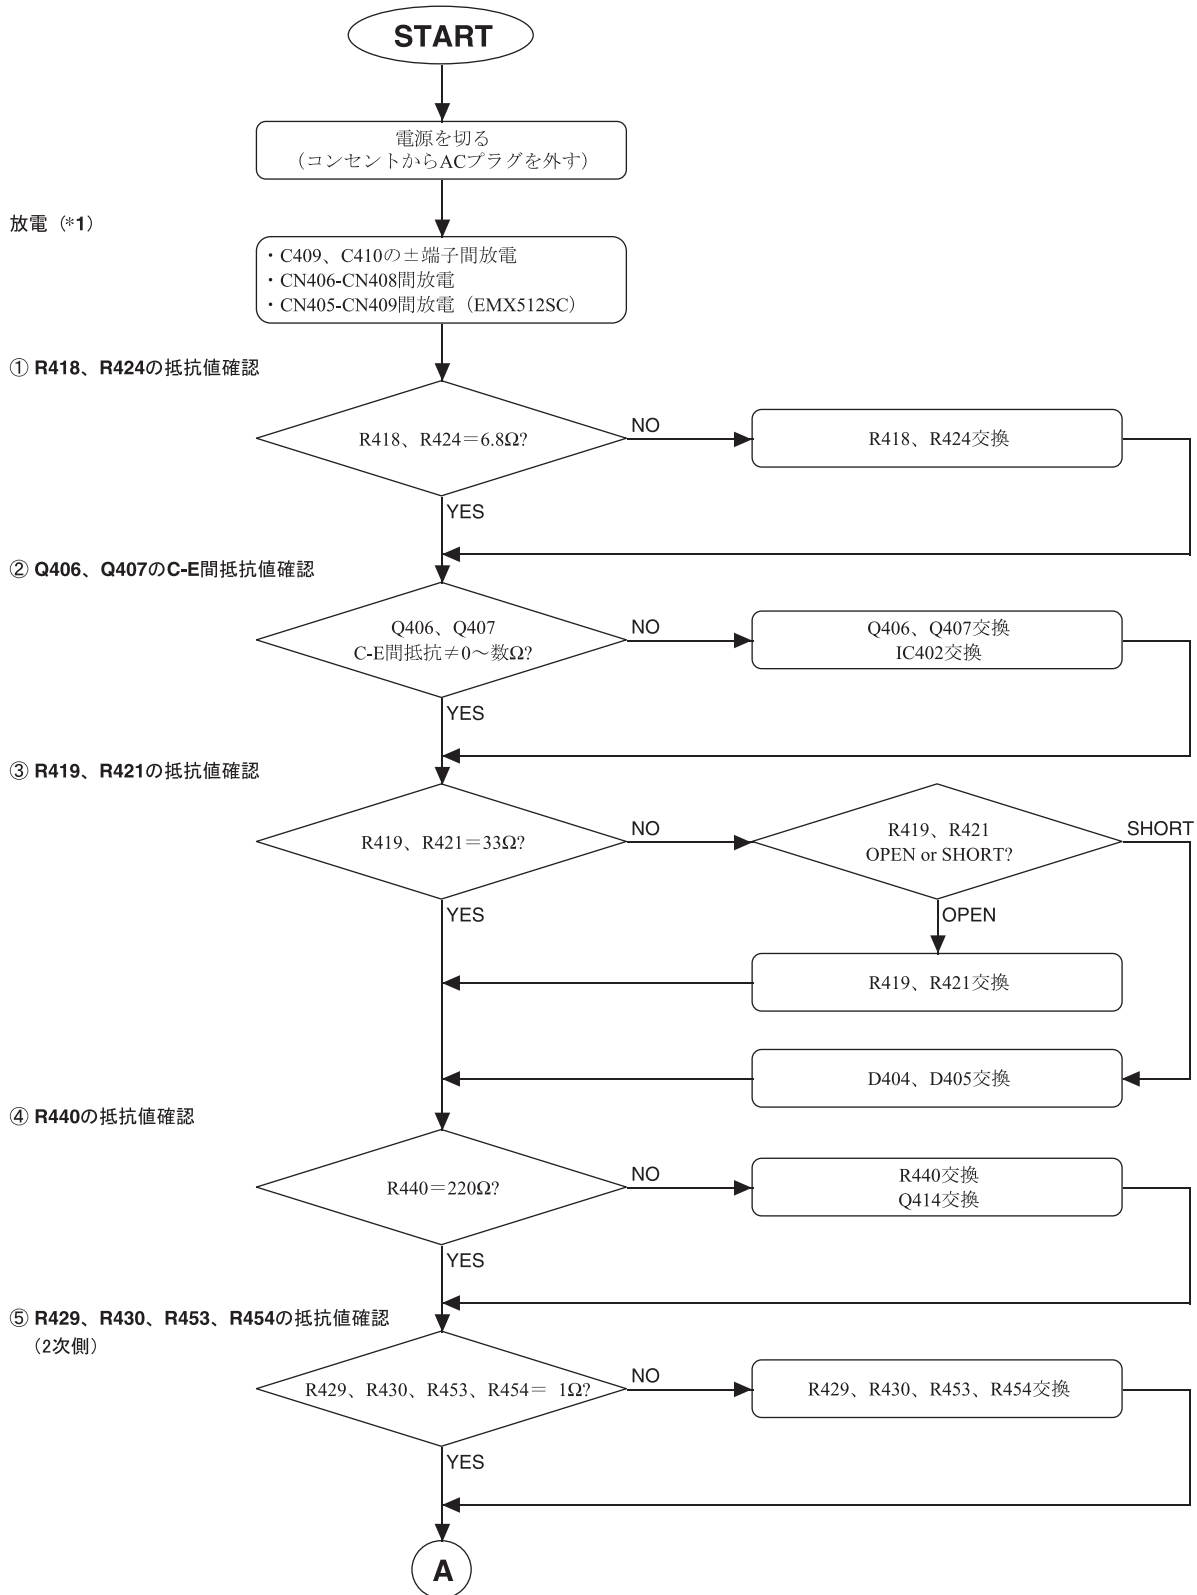 START
電源を切る
（コンセントからACプラグを外す）
放電（*1）
・C409、C410の±端子間放電
・CN406-CN408間放電
・CN405-CN409間放電（EMX512SC）
① R418、R424の抵抗値確認
R418、R424＝6.8Ω?
NO
R418、R424交換
YES
② Q406、Q407のC-E間抵抗値確認
Q406、Q407
C-E間抵抗≠0～数Ω?
NO
Q406、Q407交換
IC402交換
YES
③ R419、R421の抵抗値確認
R419、R421＝33Ω?
NO
R419、R421
OPEN or SHORT?
SHORT
YES
OPEN
R419、R421交換
D404、D405交換
④ R440の抵抗値確認
R440＝220Ω?
NO
R440交換
Q414交換
YES
⑤ R429、R430、R453、R454の抵抗値確認
（2次側）
R429、R430、R453、R454＝ 1Ω?
NO
R429、R430、R453、R454交換
YES
A